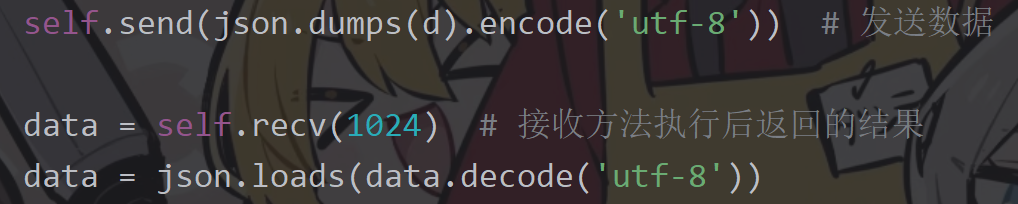 self.send(json.dumps(d).encode('utf-8'))  # 发送数据
data = self.recv(1024)  # 接收方法执行后返回的结果
data = json.loads(data.decode('utf-8'))